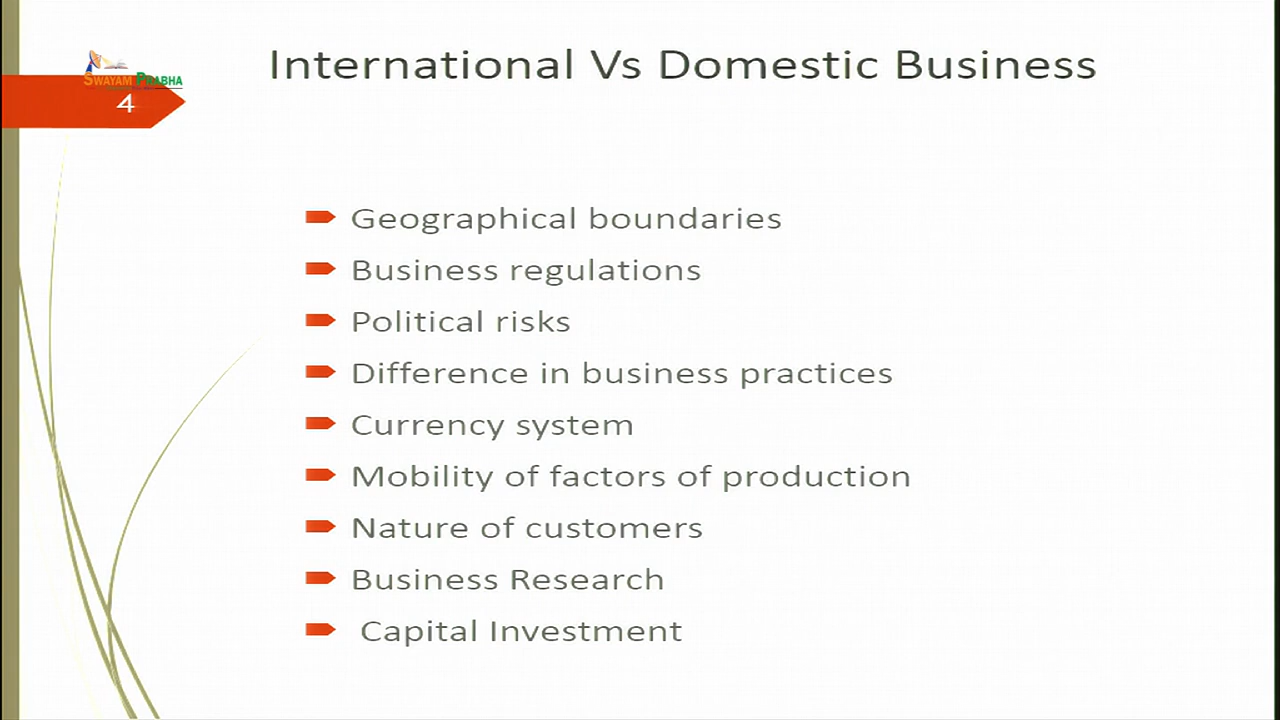 International Vs Domestic Business
SWAYAM PRABHA
4
Geographical boundaries
Business regulations
Political risks
Difference in business practices
Currency system
Mobility of factors of production
Nature of customers
Business Research
Capital Investment